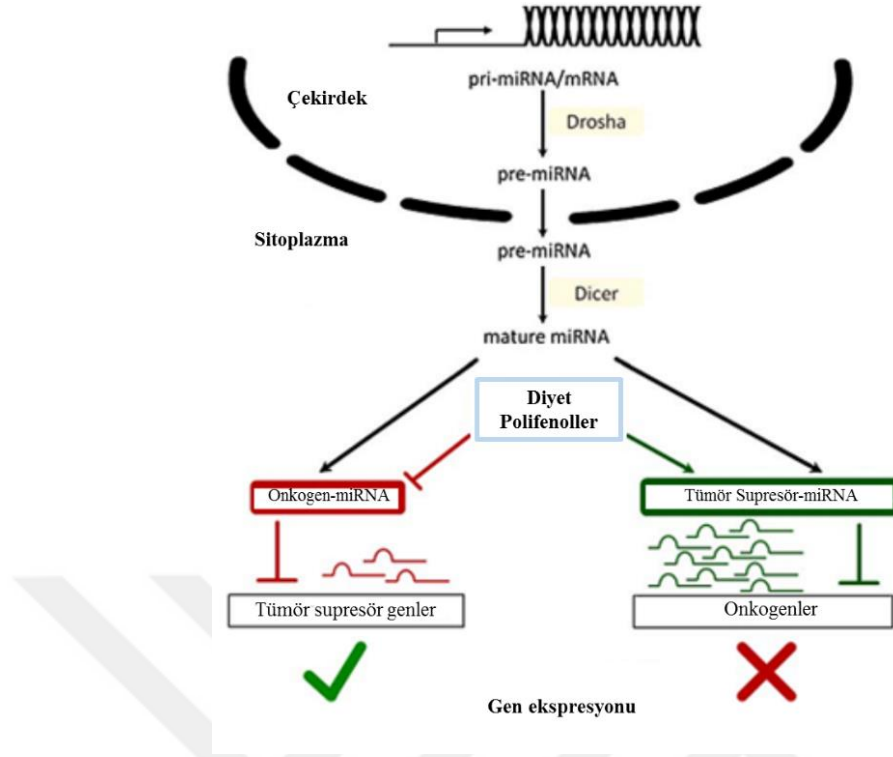 pri-miRNA/mRNA
Çekirdek
Drosha
pre-miRNA
Sitoplazma
pre-miRNA
Dicer
mature miRNA
Diyet
Polifenoller
Onkogen-miRNA
Tümör Supresör-miRNA
Tümör supresör genler
Onkogenler
Gen ekspresyonu